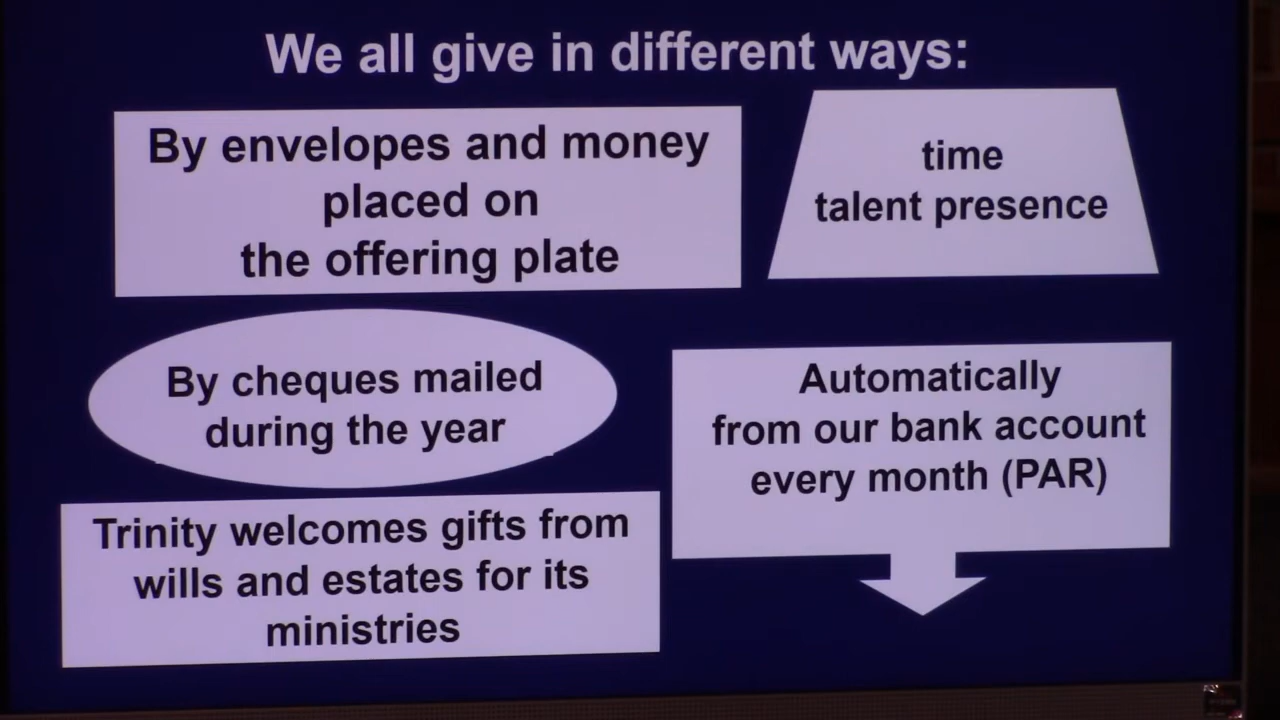 We all give in different ways:
By envelopes and money
placed on
the offering plate
time
talent presence
By cheques mailed
during the year
Automatically
from our bank account
every month (PAR)
Trinity welcomes gifts from
wills and estates for its
ministries